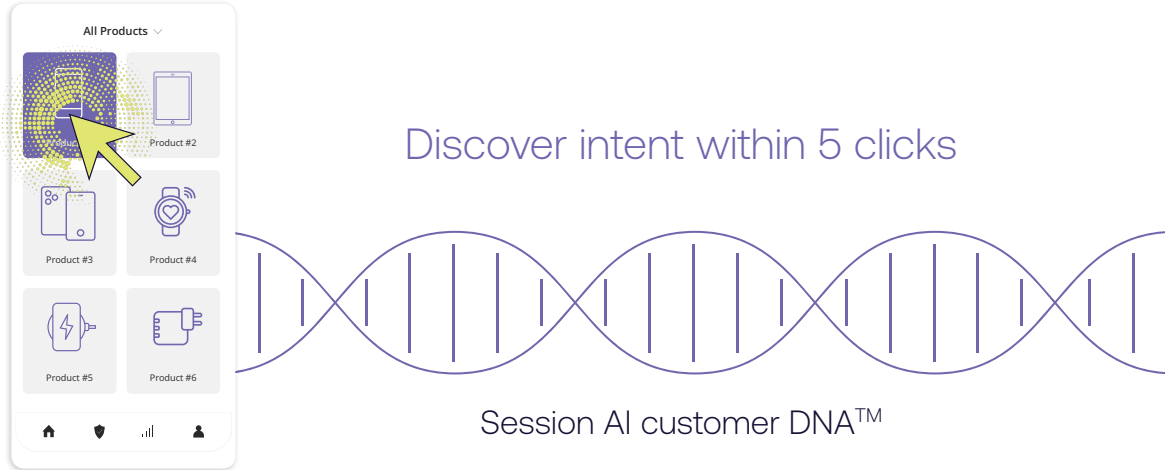 All Products
Product #2
Product #3
Product #4
Product #5
Product #6
Discover intent within 5 clicks
Session AI customer DNA™